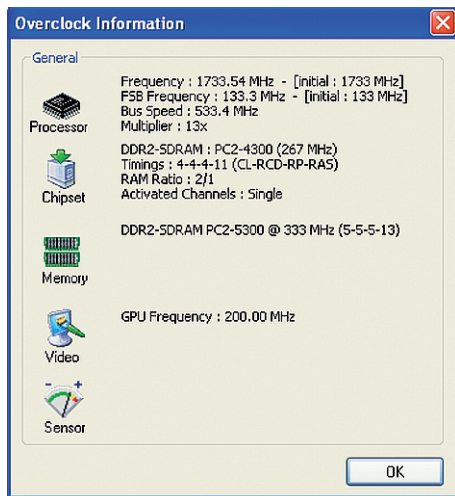 Overclock Information
General
Processor
Frequency : 1733.54 MHz - [initial : 1733 MHz]
FSB Frequency : 133.3 MHz - [initial : 133 MHz]
Bus Speed : 533.4 MHz
Multiplier : 13x
Chipset
DDR2-SDRAM : PC2-4300 (267 MHz)
Timings : 4-4-4-11 (CL-RCD-RP-RAS)
RAM Ratio : 2/1
Activated Channels : Single
Memory
DDR2-SDRAM PC2-5300 @ 333 MHz (5-5-5-13)
Video
GPU Frequency : 200.00 MHz
Sensor
OK